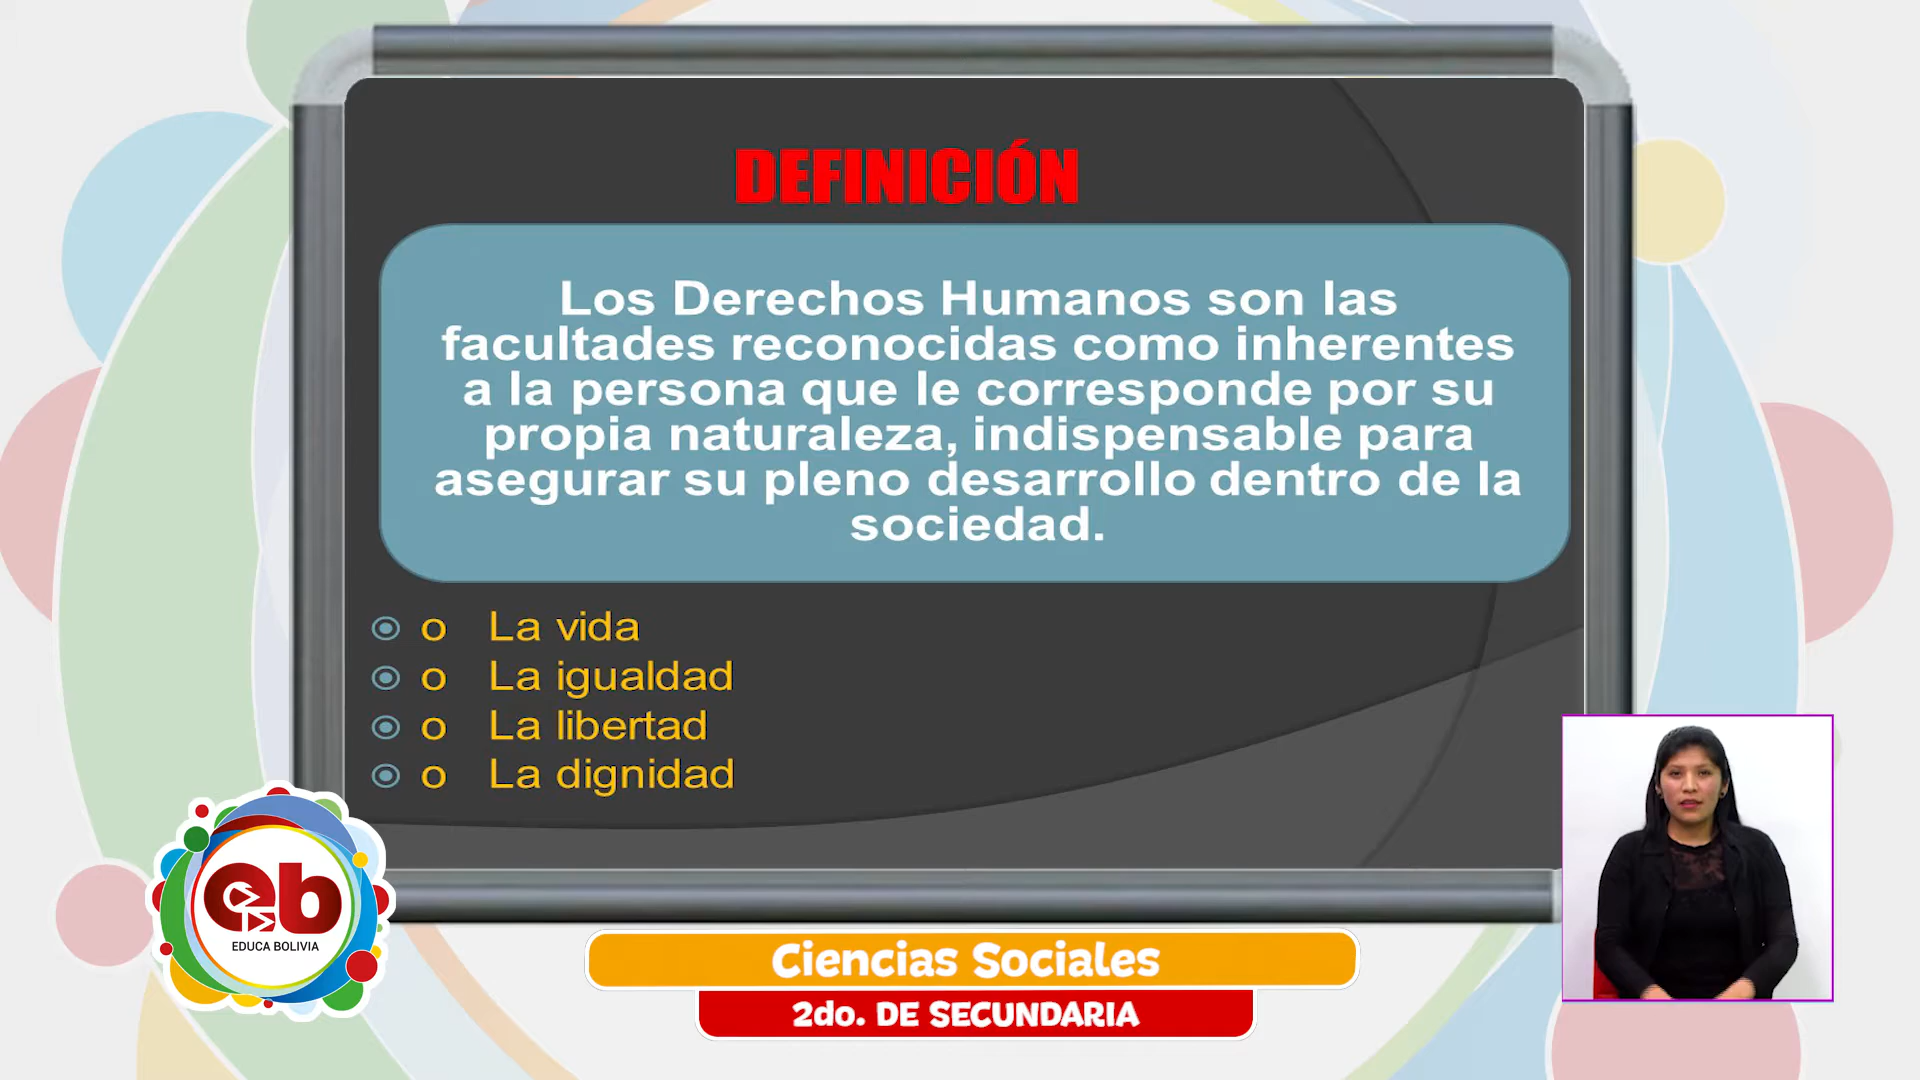 DEFINICIÓN
Los Derechos Humanos son las
facultades reconocidas como inherentes
a la persona que le corresponde por su
propia naturaleza, indispensable para
asegurar su pleno desarrollo dentro de la
sociedad.
o La vida
o La igualdad
o La libertad
o La dignidad
eb
EDUCA BOLIVIA
Ciencias Sociales
2do. DE SECUNDARIA